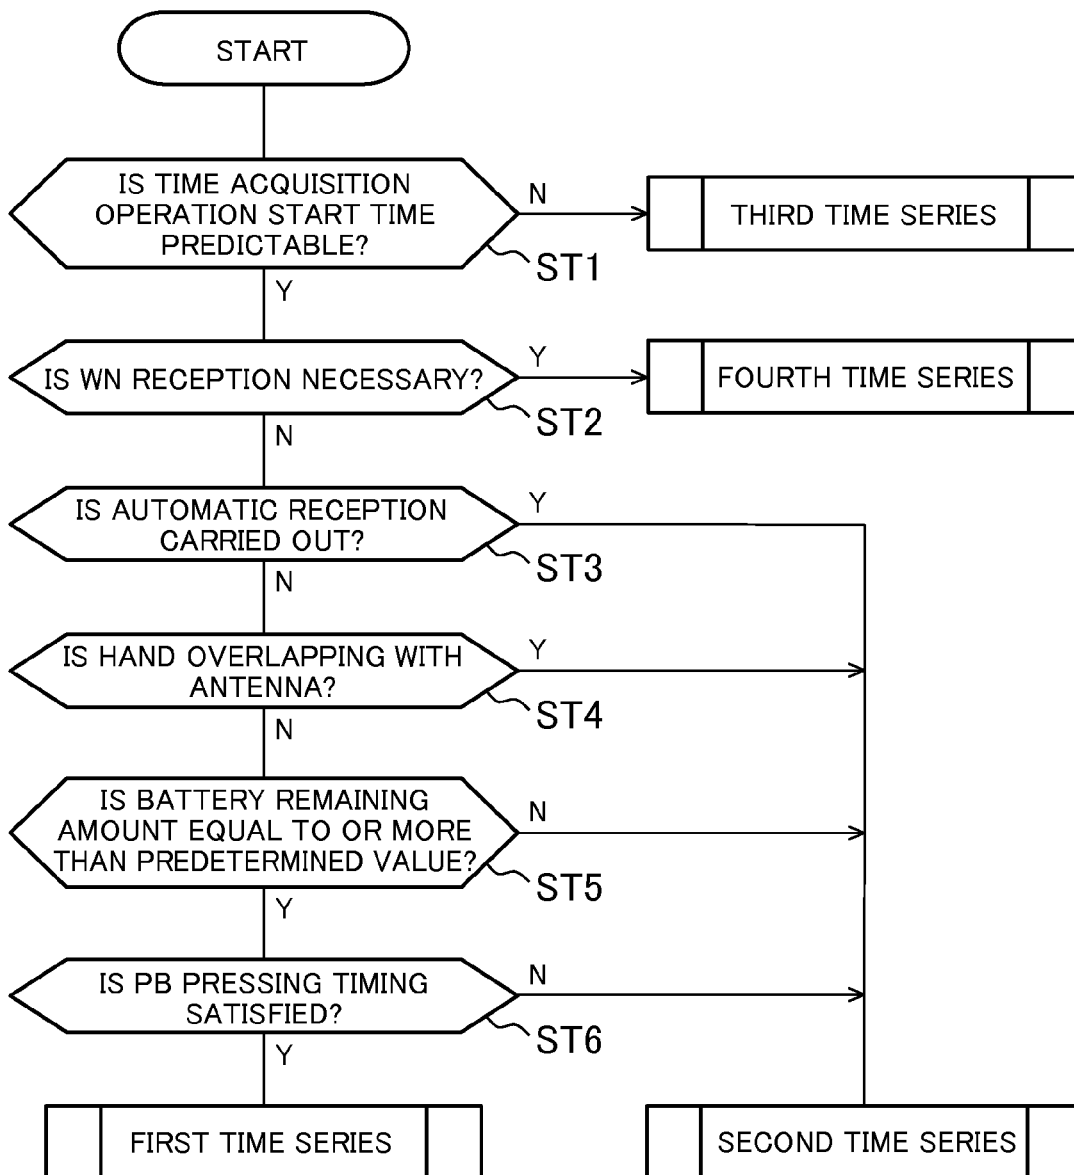 START
IS TIME ACQUISITION
OPERATION START TIME
PREDICTABLE?
N
THIRD TIME SERIES
ST1
Y
IS WN RECEPTION NECESSARY?
Y
FOURTH TIME SERIES
ST2
N
IS AUTOMATIC RECEPTION
CARRIED OUT?
Y
ST3
N
IS HAND OVERLAPPING WITH
ANTENNA?
Y
ST4
N
IS BATTERY REMAINING
AMOUNT EQUAL TO OR MORE
THAN PREDETERMINED VALUE?
N
ST5
Y
IS PB PRESSING TIMING
SATISFIED?
N
ST6
Y
FIRST TIME SERIES
SECOND TIME SERIES